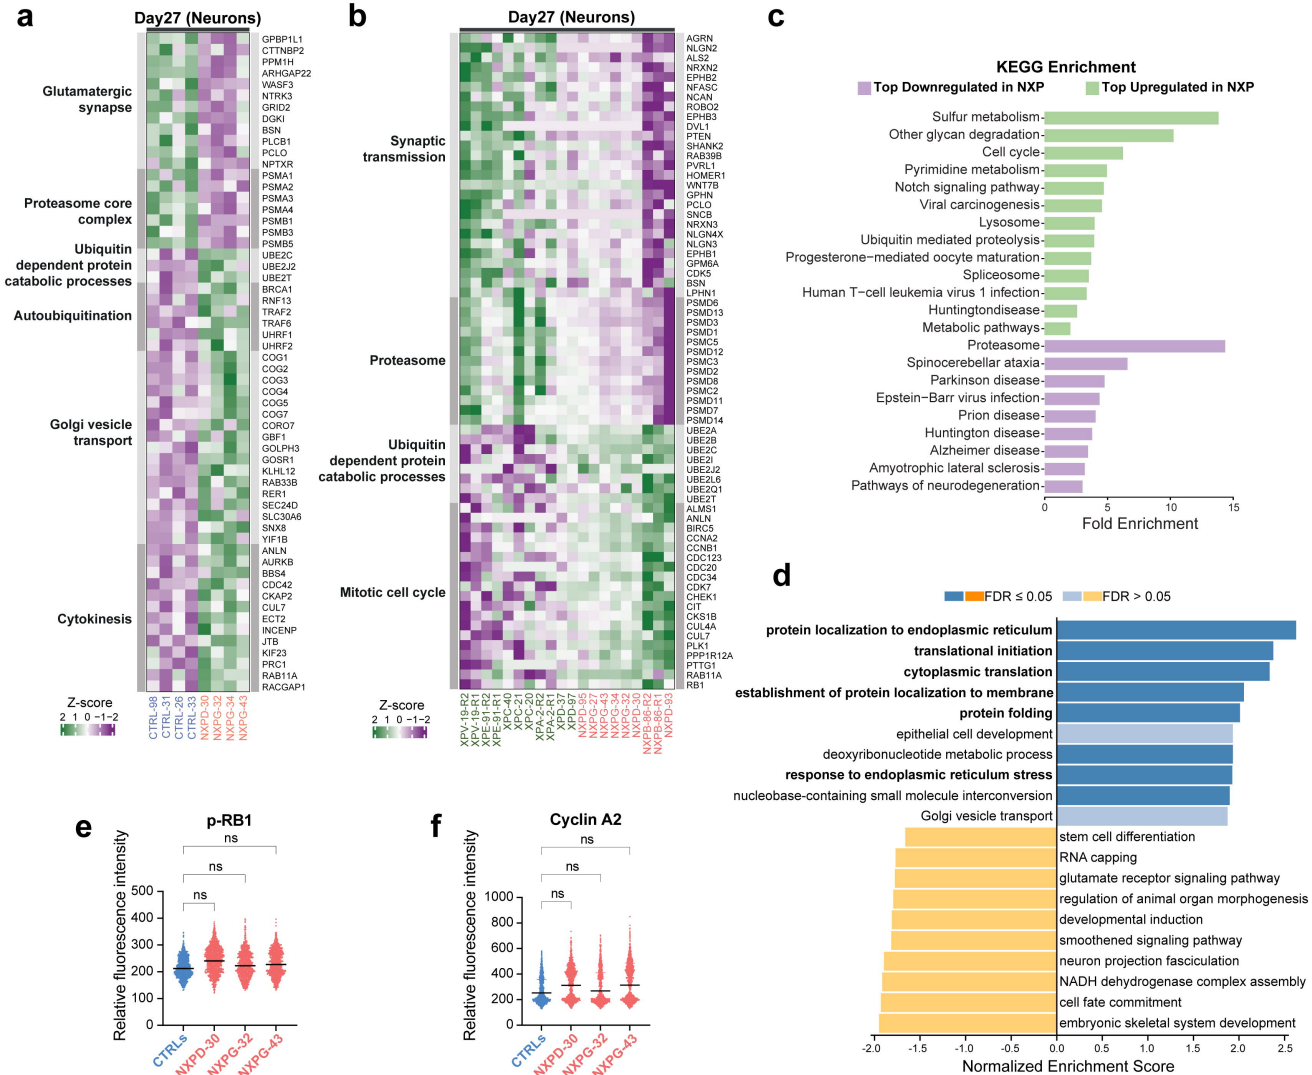 a
Day27 (Neurons)
Glutamatergic
synapse
Proteasome core
complex
Ubiquitin
dependent protein
catabolic processes
Autoubiquitination
Golgi vesicle
transport
Cytokinesis
GPBP1L1
CTTNBP2
PPM1H
ARHGAP22
WASF3
NTRK3
GRID2
DGKI
BSN
PLCB1
PCLO
NPTXR
PSMA1
PSMA2
PSMA3
PSMA4
PSMB1
PSMB3
PSMB5
UBE2C
UBE2J2
UBE2T
BRCA1
RNF13
TRAF2
TRAF6
UHRF1
UHRF2
COG1
COG2
COG3
COG4
COG5
COG7
CORO7
GBF1
GOLPH3
GOSR1
KLHL12
RAB33B
RER1
SEC24D
SLC30A6
SNX8
YIF1B
ANLN
AURKB
BBS4
CDC42
CKAP2
CUL7
ECT2
INCENP
JTB
KIF23
PRC1
RAB11A
RACGAP1
Z-score
2 1 0 -1-2
CTRL-98
CTRL-31
CTRL-26
CTRL-33
NXPD-30
NXPG-32
NXPG-34
NXPG-43
b
Day27 (Neurons)
Synaptic
transmission
Proteasome
Ubiquitin
dependent protein
catabolic processes
Mitotic cell cycle
AGRN
NLGN2
ALS2
NRXN2
EPHB2
NFASC
NCAN
ROBO2
EPHB3
DVL1
PTEN
SHANK2
RAB39B
PVRL1
HOMER1
WNT7B
GPHN
PCLO
SNCB
NRXN3
NLGN4X
NLGN3
EPHB1
GPM6A
CDK5
BSN
LPHN1
PSMD6
PSMD13
PSMD3
PSMD1
PSMC5
PSMD12
PSMC3
PSMD2
PSMD8
PSMC2
PSMD11
PSMD7
PSMD14
UBE2A
UBE2B
UBE2C
UBE2I
UBE2J2
UBE2L6
UBE2Q1
UBE2T
ALMS1
ANLN
BIRC5
CCNA2
CCNB1
CDC123
CDC20
CDC34
CDK7
CHEK1
CIT
CKS1B
CUL4A
CUL7
PLK1
PPP1R12A
PTTG1
RAB11A
RB1
Z-score
2 1 0 -1-2
XPV-19-R2
XPV-19-R1
XPE-91-R2
XPE-91-R1
XPC-40
XPC-21
XPC-20
XPA-2-R2
XPA-2-R1
XPD-37
XPD-97
NXPD-95
NXPG-27
NXPG-43
NXPG-34
NXPG-32
NXPD-30
NXPB-86-R2
NXPB-86-R1
NXPD-93
c
KEGG Enrichment
Top Downregulated in NXP
Top Upregulated in NXP
Sulfur metabolism
Other glycan degradation
Cell cycle
Pyrimidine metabolism
Notch signaling pathway
Viral carcinogenesis
Lysosome
Ubiquitin mediated proteolysis
Progesterone−mediated oocyte maturation
Spliceosome
Human T−cell leukemia virus 1 infection
Huntingtondisease
Metabolic pathways
Proteasome
Spinocerebellar ataxia
Parkinson disease
Epstein−Barr virus infection
Prion disease
Huntington disease
Alzheimer disease
Amyotrophic lateral sclerosis
Pathways of neurodegeneration
0 5 10 15
Fold Enrichment
d
FDR ≤ 0.05
FDR > 0.05
protein localization to endoplasmic reticulum
translational initiation
cytoplasmic translation
establishment of protein localization to membrane
protein folding
epithelial cell development
deoxyribonucleotide metabolic process
response to endoplasmic reticulum stress
nucleobase-containing small molecule interconversion
Golgi vesicle transport
stem cell differentiation
RNA capping
glutamate receptor signaling pathway
regulation of animal organ morphogenesis
developmental induction
smoothened signaling pathway
neuron projection fasciculation
NADH dehydrogenase complex assembly
cell fate commitment
embryonic skeletal system development
-2.0 -1.5 -1.0 -0.5 0.0 0.5 1.0 1.5 2.0 2.5
Normalized Enrichment Score
e
p-RB1
ns
ns
ns
Relative fluorescence intensity
500
400
300
200
100
0
CTRLs
NXPD-30
NXPG-32
NXPG-43
f
Cyclin A2
ns
ns
ns
Relative fluorescence intensity
1000
800
600
400
200
0
CTRLs
NXPD-30
NXPG-32
NXPG-43